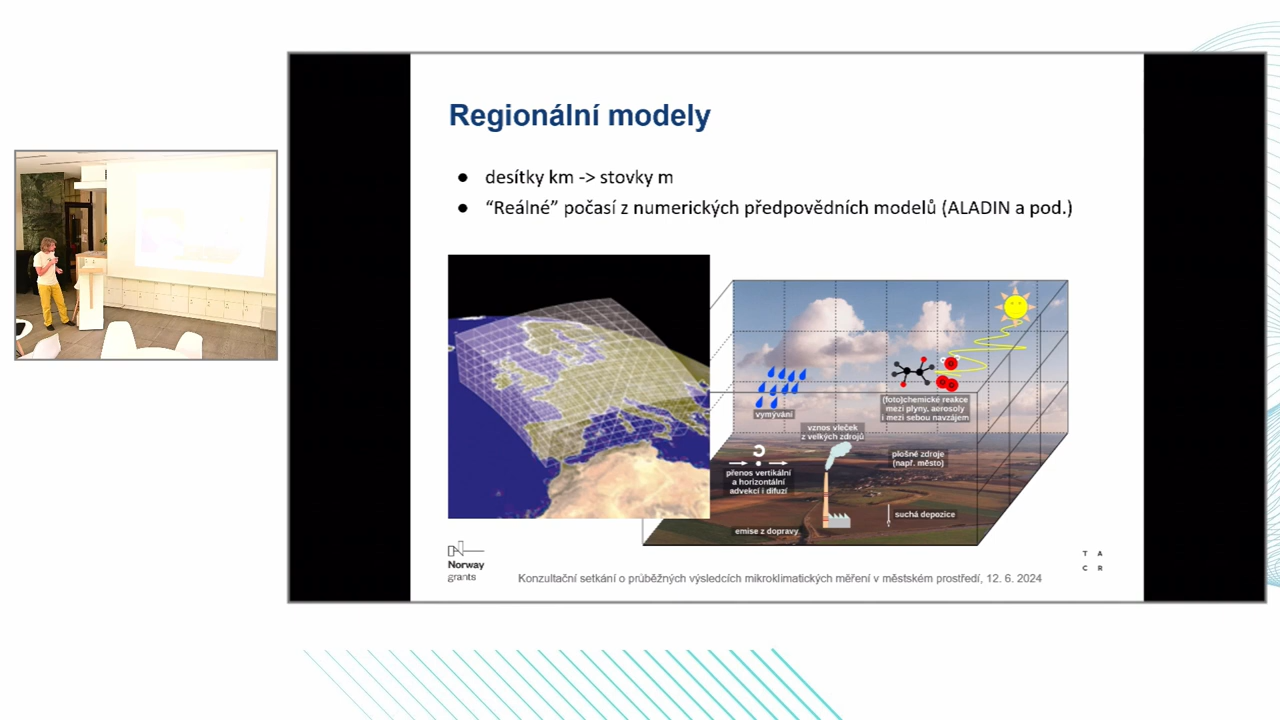 Regionální modely
● desítky km -> stovky m
● “Reálné” počasí z numerických předpovědních modelů (ALADIN a pod.)
vymývání
(foto)chemické reakce
mezi plyny, aerosoly
i mezi sebou navzájem
vznos vleček
z velkých zdrojů
plošné zdroje
(např. město)
přenos vertikální
a horizontální
advekcí i difuzí
suchá depozice
emise z dopravy
Norway
grants
Konzultační setkání o průběžných výsledcích mikroklimatických měření v městském prostředí, 12. 6. 2024
T A
C R